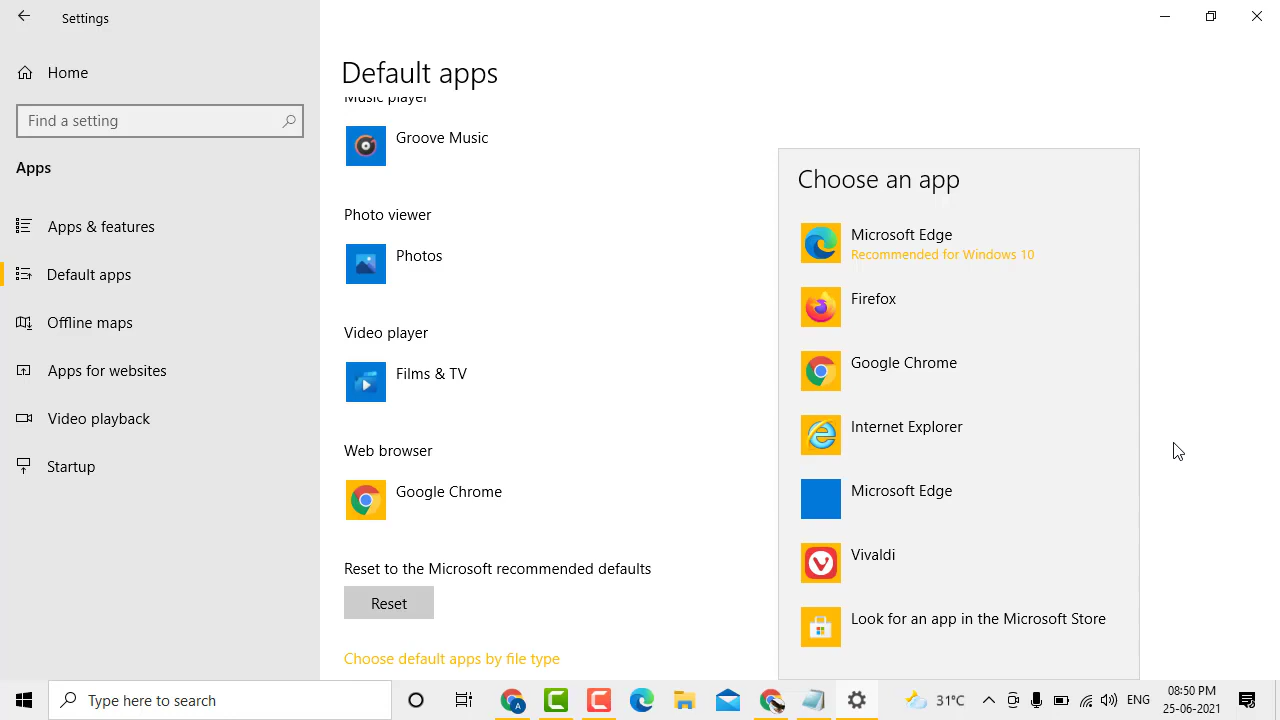 Settings
Home
Find a setting
Apps
Apps & features
Default apps
Offline maps
Apps for websites
Video playback
Startup
Default apps
Music player
Groove Music
Photo viewer
Photos
Video player
Films & TV
Web browser
Google Chrome
Reset to the Microsoft recommended defaults
Reset
Choose default apps by file type
Choose an app
Microsoft Edge
Recommended for Windows 10
Firefox
Google Chrome
Internet Explorer
Microsoft Edge
Vivaldi
Look for an app in the Microsoft Store
Type here to search
A
31°C
ENG
08:50 PM
25-06-2021